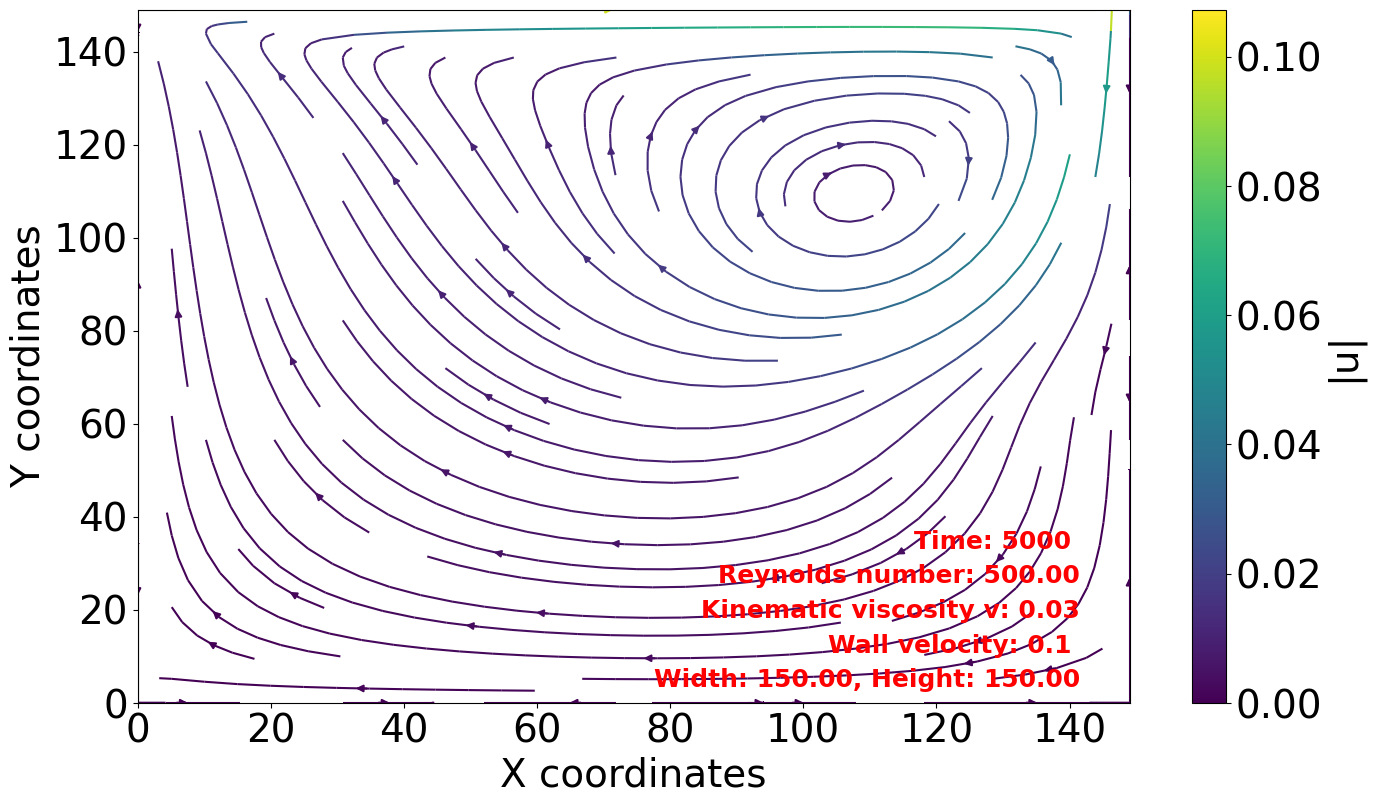 140
120
100
80
60
40
20
0
Y coordinates
0 20 40 60 80 100 120 140
X coordinates
Time: 5000
Reynolds number: 500.00
Kinematic viscosity v: 0.03
Wall velocity: 0.1
Width: 150.00, Height: 150.00
0.10
0.08
0.06
0.04
0.02
0.00
|u|